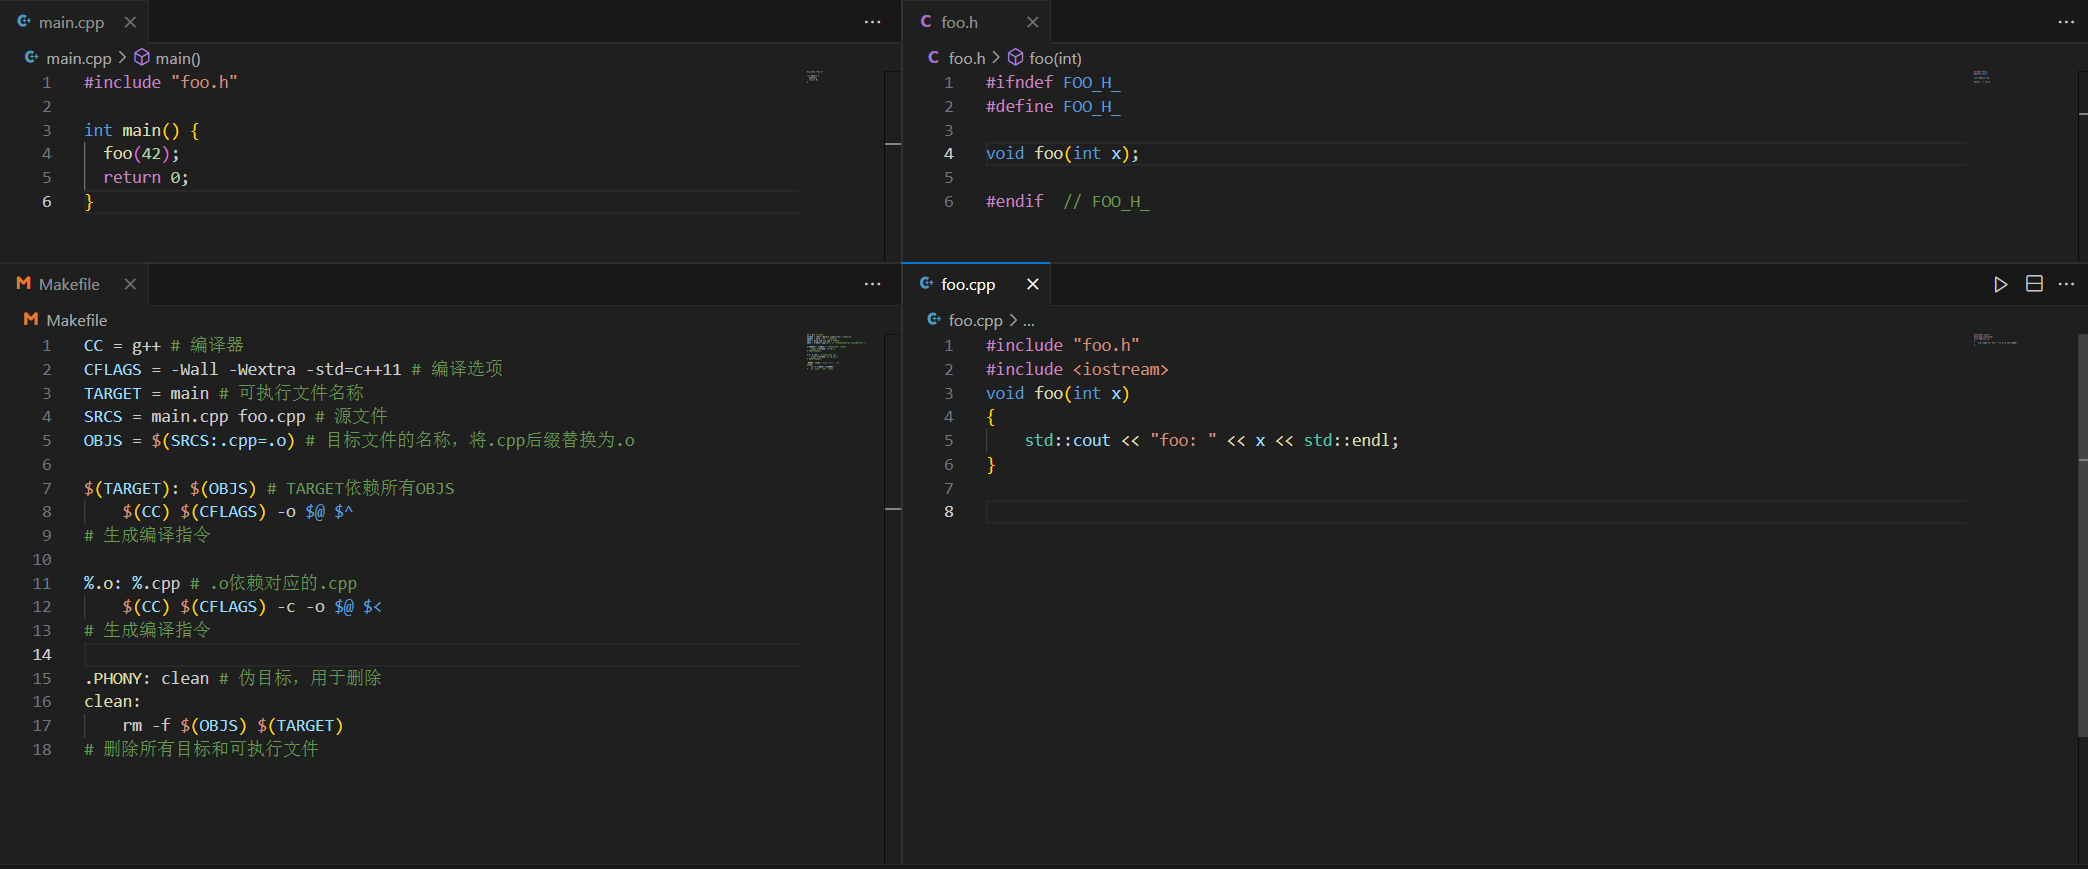 main.cpp
main.cpp > main()
1 #include "foo.h"
2
3 int main() {
4   foo(42);
5   return 0;
6 }
foo.h
foo.h > foo(int)
1 #ifndef FOO_H_
2 #define FOO_H_
3
4 void foo(int x);
5
6 #endif  // FOO_H_
Makefile
Makefile
1 CC = g++ # 编译器
2 CFLAGS = -Wall -Wextra -std=c++11 # 编译选项
3 TARGET = main # 可执行文件名称
4 SRCS = main.cpp foo.cpp # 源文件
5 OBJS = $(SRCS:.cpp=.o) # 目标文件的名称，将.cpp后缀替换为.o
6
7 $(TARGET): $(OBJS) # TARGET依赖所有OBJS
8     $(CC) $(CFLAGS) -o $@ $^
9 # 生成编译指令
10
11 %.o: %.cpp # .o依赖对应的.cpp
12     $(CC) $(CFLAGS) -c -o $@ $<
13 # 生成编译指令
14
15 .PHONY: clean # 伪目标，用于删除
16 clean:
17     rm -f $(OBJS) $(TARGET)
18 # 删除所有目标和可执行文件
foo.cpp
foo.cpp > ...
1 #include "foo.h"
2 #include <iostream>
3 void foo(int x)
4 {
5     std::cout << "foo: " << x << std::endl;
6 }
7
8